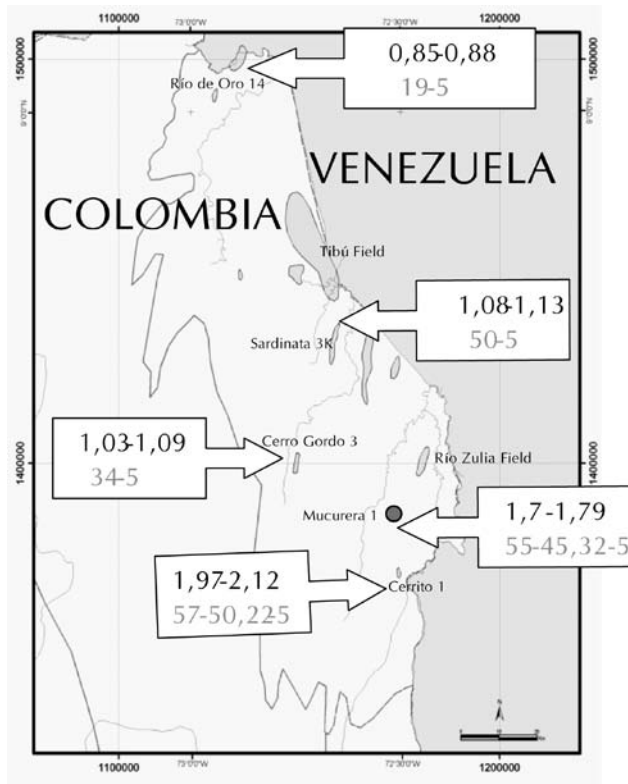 1100000
73°0'0"W
72°30'0"W
1200000
1500000
1500000
0,85-0,88
19-5
Río de Oro 14
9°0'0"N
9°0'0"N
VENEZUELA
COLOMBIA
Tibú Field
1,08-1,13
50-5
Sardinata 3K
1,03-1,09
34-5
Cerro Gordo 3
Río Zulia Field
1400000
1400000
Mucurera 1
1,7-1,79
55-45,32-5
1,97-2,12
57-50,22-5
Cerrito 1
N
1100000
73°0'0"W
72°30'0"W
1200000